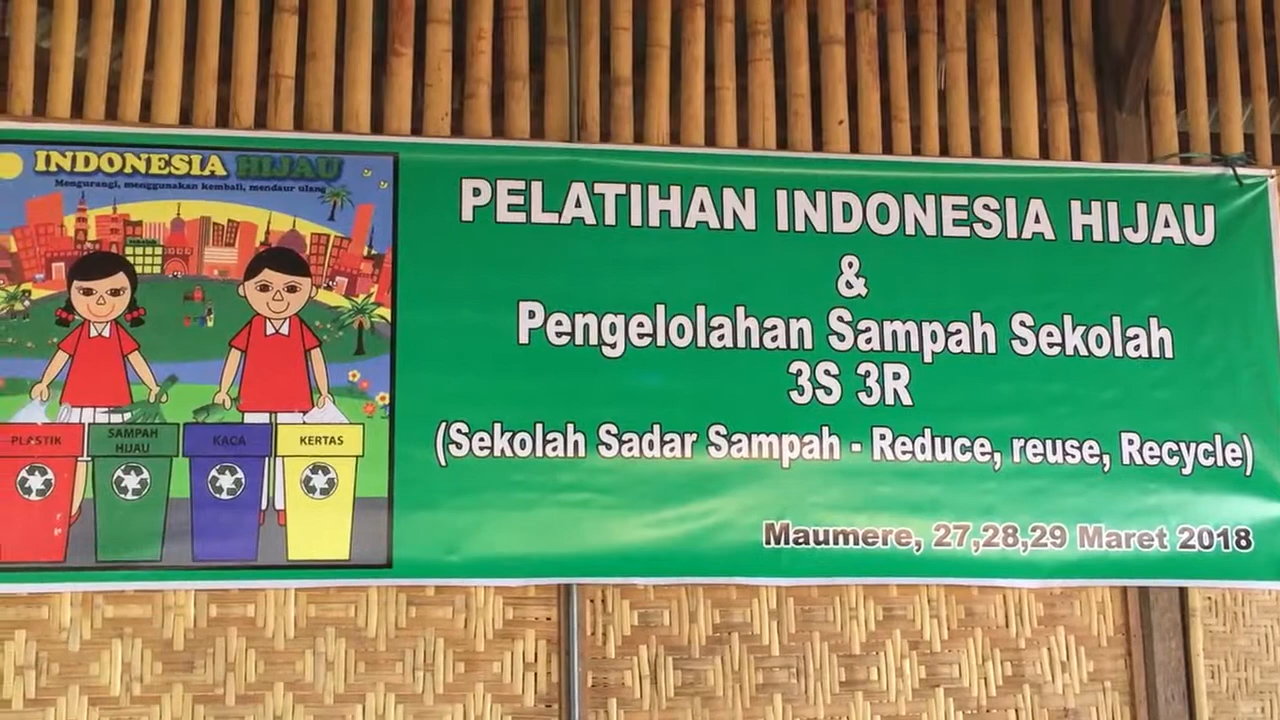 INDONESIA HIJAU
Mengurangi, menggunakan kembali, mendaur ulang
sekolah
PLASTIK
SAMPAH
HIJAU
KACA
KERTAS
PELATIHAN INDONESIA HIJAU
&
Pengelolahan Sampah Sekolah
3S 3R
(Sekolah Sadar Sampah - Reduce, reuse, Recycle)
Maumere, 27,28,29 Maret 2018